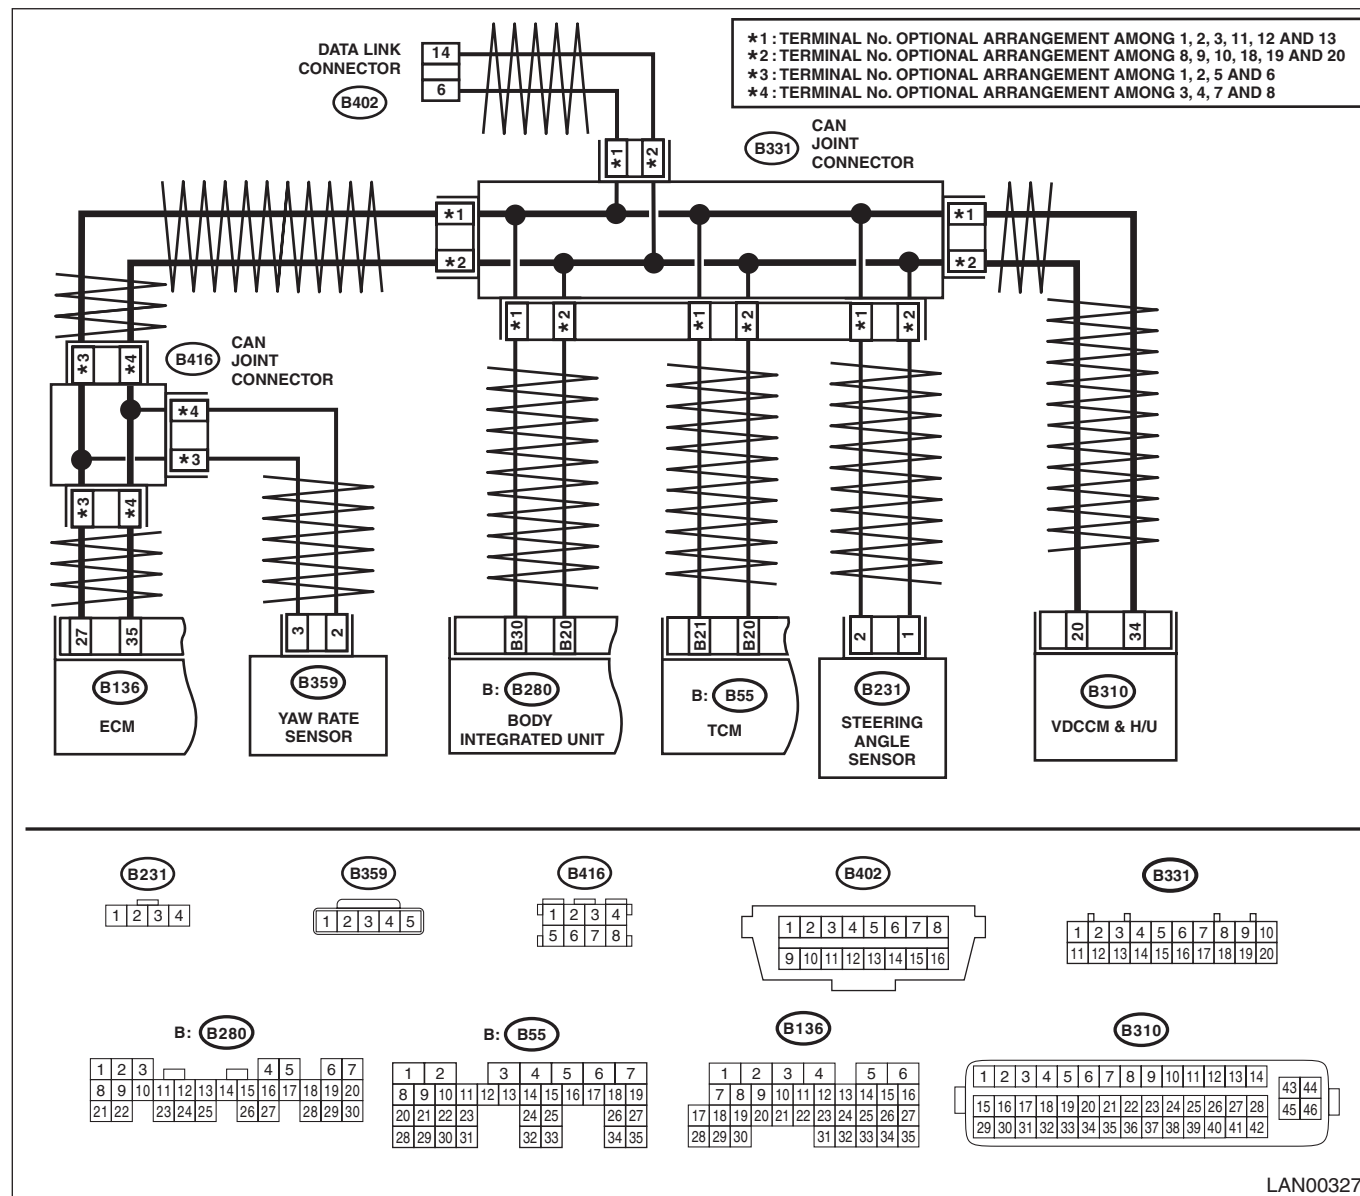 *1 : TERMINAL No. OPTIONAL ARRANGEMENT AMONG 1, 2, 3, 11, 12 AND 13
*2 : TERMINAL No. OPTIONAL ARRANGEMENT AMONG 8, 9, 10, 18, 19 AND 20
*3 : TERMINAL No. OPTIONAL ARRANGEMENT AMONG 1, 2, 5 AND 6
*4 : TERMINAL No. OPTIONAL ARRANGEMENT AMONG 3, 4, 7 AND 8
DATA LINK
CONNECTOR
B402
14
6
*1 *2
B331
CAN
JOINT
CONNECTOR
*1
*2
*1
*2
*1 *2 *1 *2 *1 *2
*3 *4
B416
CAN
JOINT
CONNECTOR
*4
*3
*3 *4
27 35
B136
ECM
3 2
B359
YAW RATE
SENSOR
B30 B20
B: B280
BODY
INTEGRATED UNIT
B21 B20
B: B55
TCM
2 1
B231
STEERING
ANGLE
SENSOR
20 34
B310
VDCCM & H/U
B231
1 2 3 4
B359
1 2 3 4 5
B416
1 2 3 4
5 6 7 8
B402
1 2 3 4 5 6 7 8
9 10 11 12 13 14 15 16
B331
1 2 3 4 5 6 7 8 9 10
11 12 13 14 15 16 17 18 19 20
B: B280
1 2 3 4 5 6 7
8 9 10 11 12 13 14 15 16 17 18 19 20
21 22 23 24 25 26 27 28 29 30
B: B55
1 2 3 4 5 6 7
8 9 10 11 12 13 14 15 16 17 18 19
20 21 22 23 24 25 26 27
28 29 30 31 32 33 34 35
B136
1 2 3 4 5 6
7 8 9 10 11 12 13 14 15 16
17 18 19 20 21 22 23 24 25 26 27
28 29 30 31 32 33 34 35
B310
1 2 3 4 5 6 7 8 9 10 11 12 13 14
15 16 17 18 19 20 21 22 23 24 25 26 27 28
29 30 31 32 33 34 35 36 37 38 39 40 41 42
43 44
45 46
LAN00327